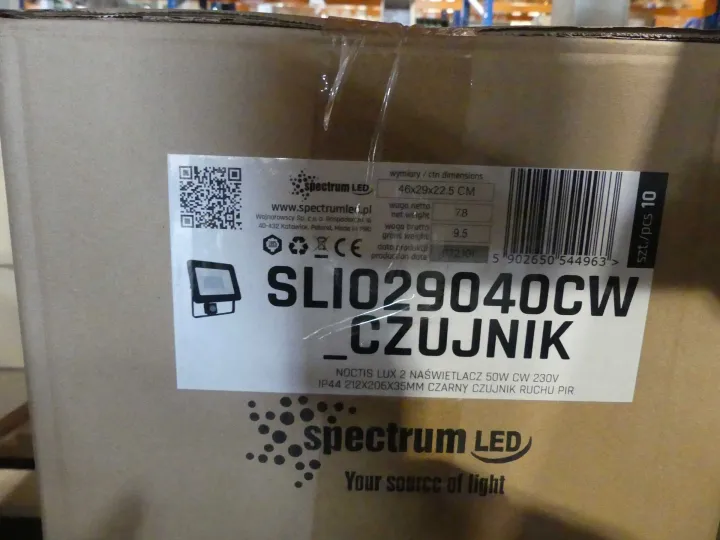 spectrum LED
www.spectrumled.pl
wymiary / ctn dimensions
46x29x22.5 CM
waga netto
net weight
7.8
waga brutto
gross weight
9.5
data produkcji
production date
5 902650 544963 >
szt./pcs 10
SLI029040CW
_CZUJNIK
NOCTIS LUX 2 NAŚWIETLACZ 50W CW 230V
IP44 212X206X35MM CZARNY CZUJNIK RUCHU PIR
spectrum LED
Your source of light